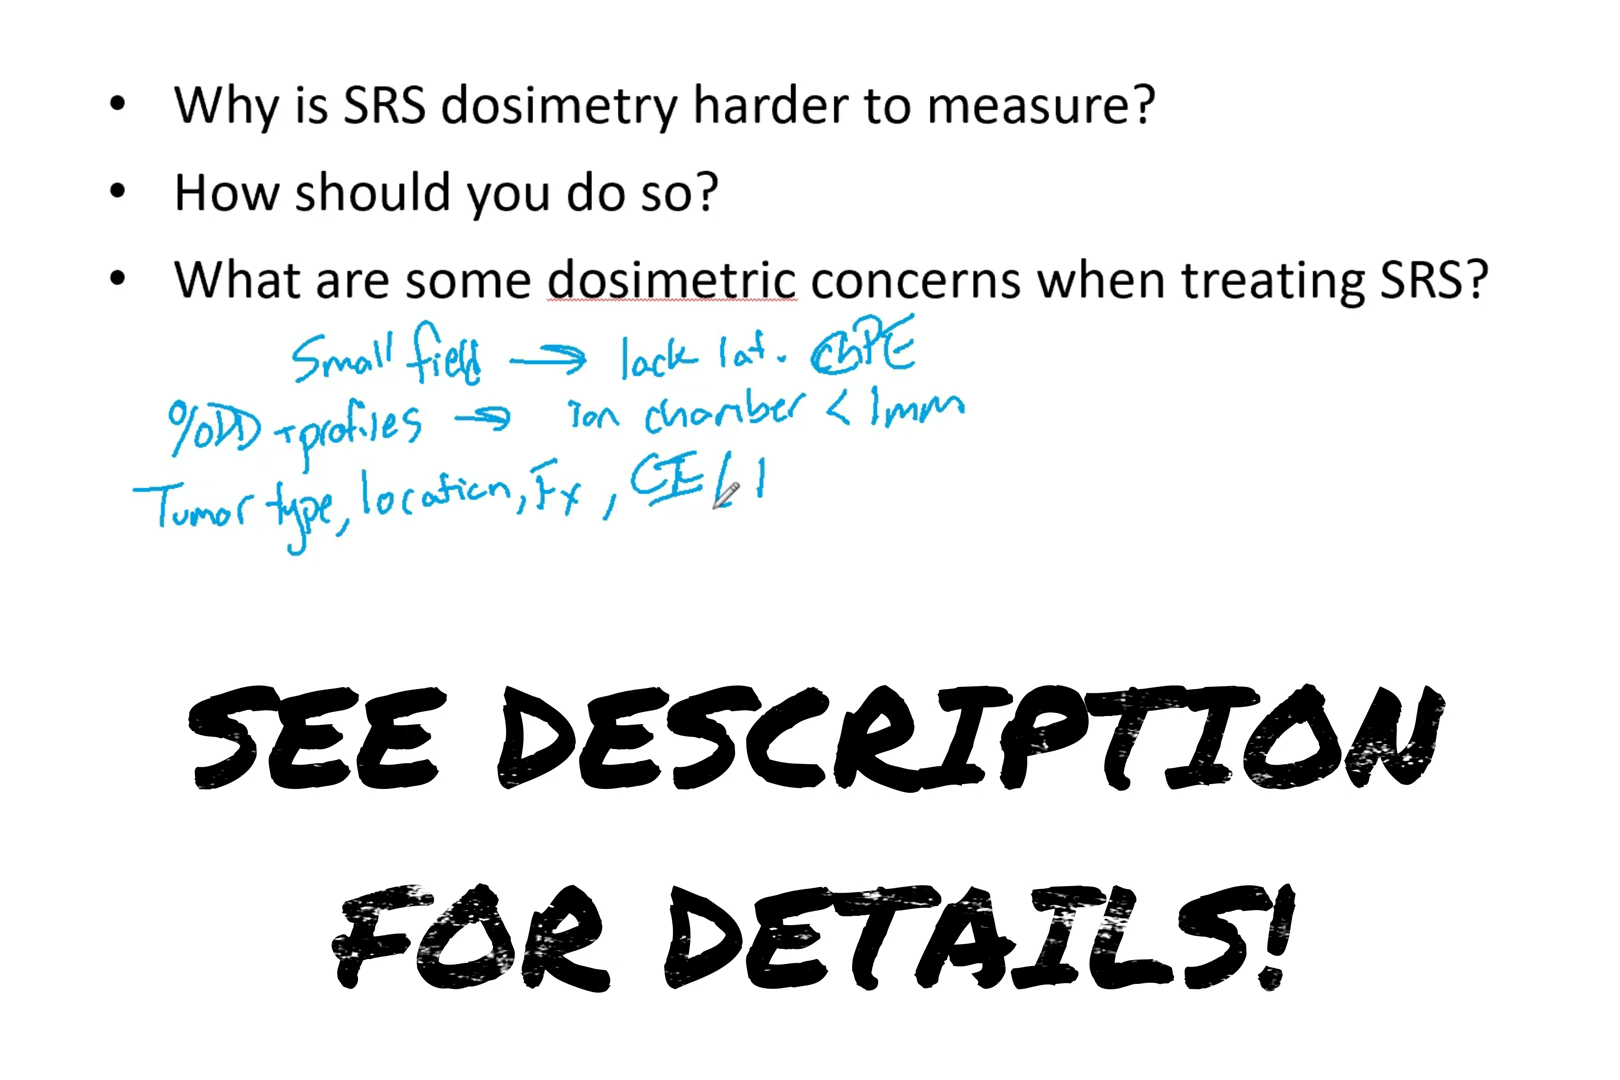 • Why is SRS dosimetry harder to measure?
• How should you do so?
• What are some dosimetric concerns when treating SRS?
Small field → lack lat. CPE
%DD + profiles → Ion chamber < 1mm
Tumor type, location, Fx, CI
SEE DESCRIPTION
FOR DETAILS!